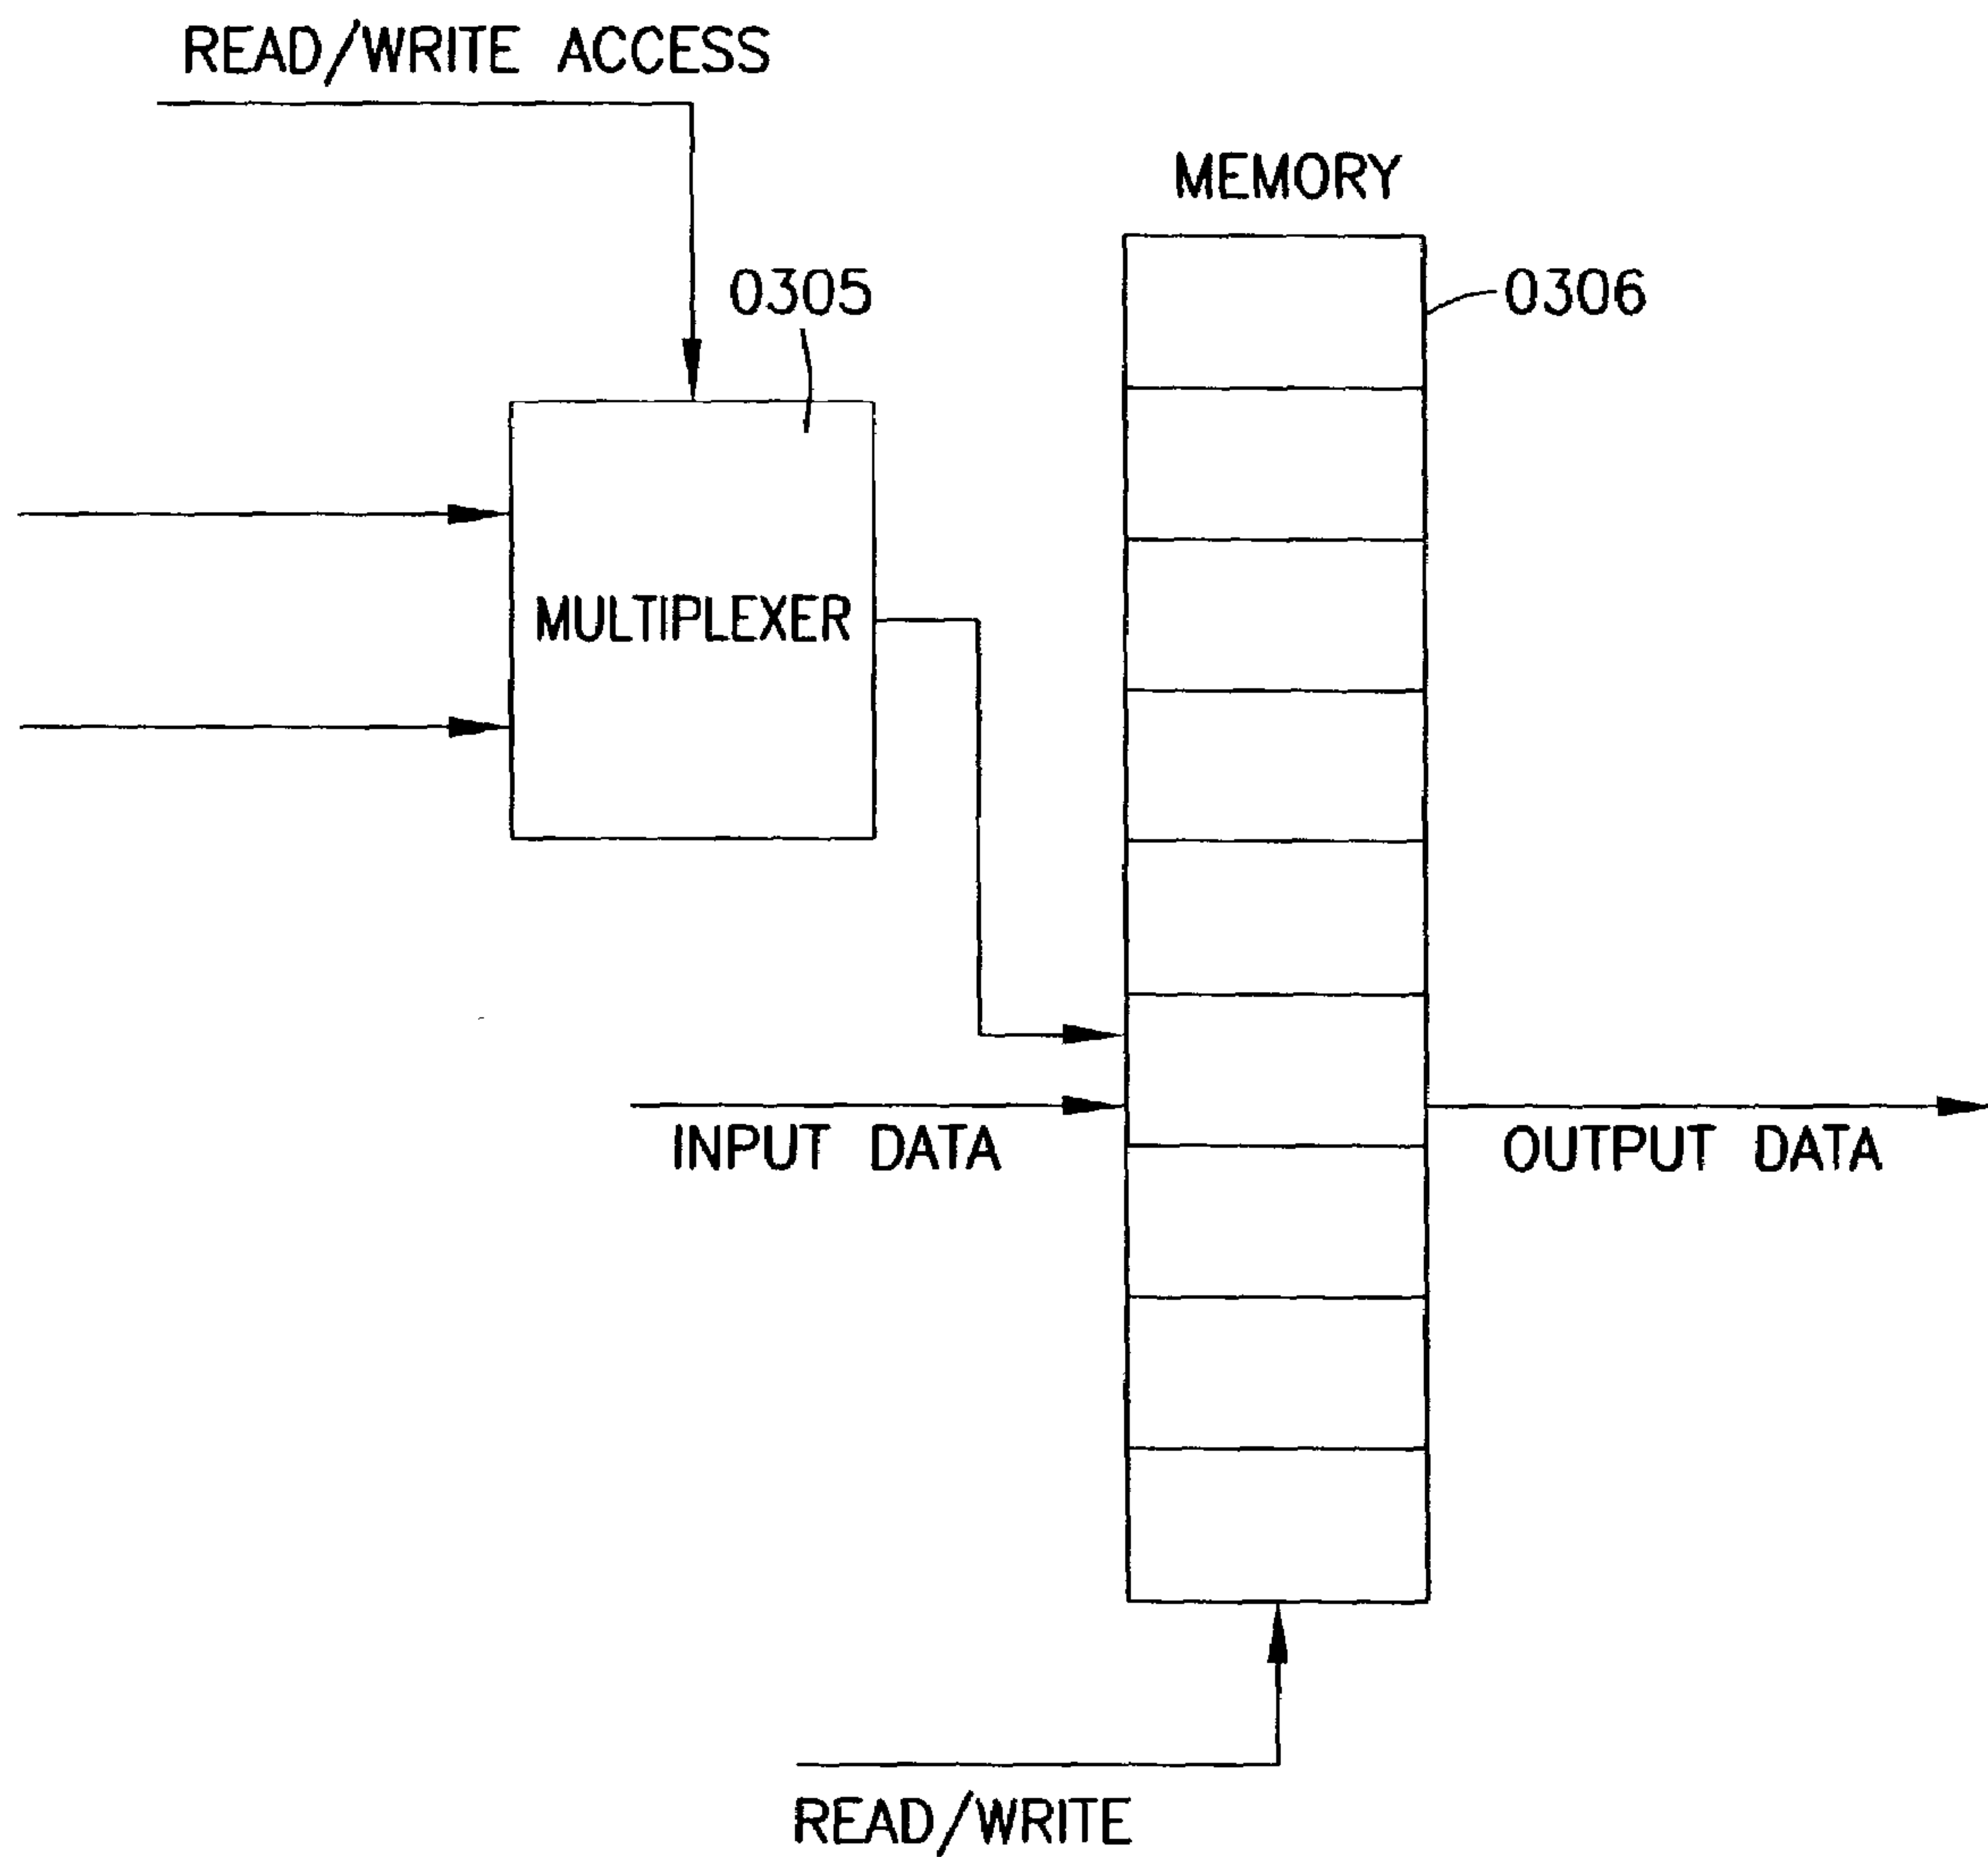 READ/WRITE ACCESS
MEMORY
0305
0306
MULTIPLEXER
INPUT DATA
OUTPUT DATA
READ/WRITE